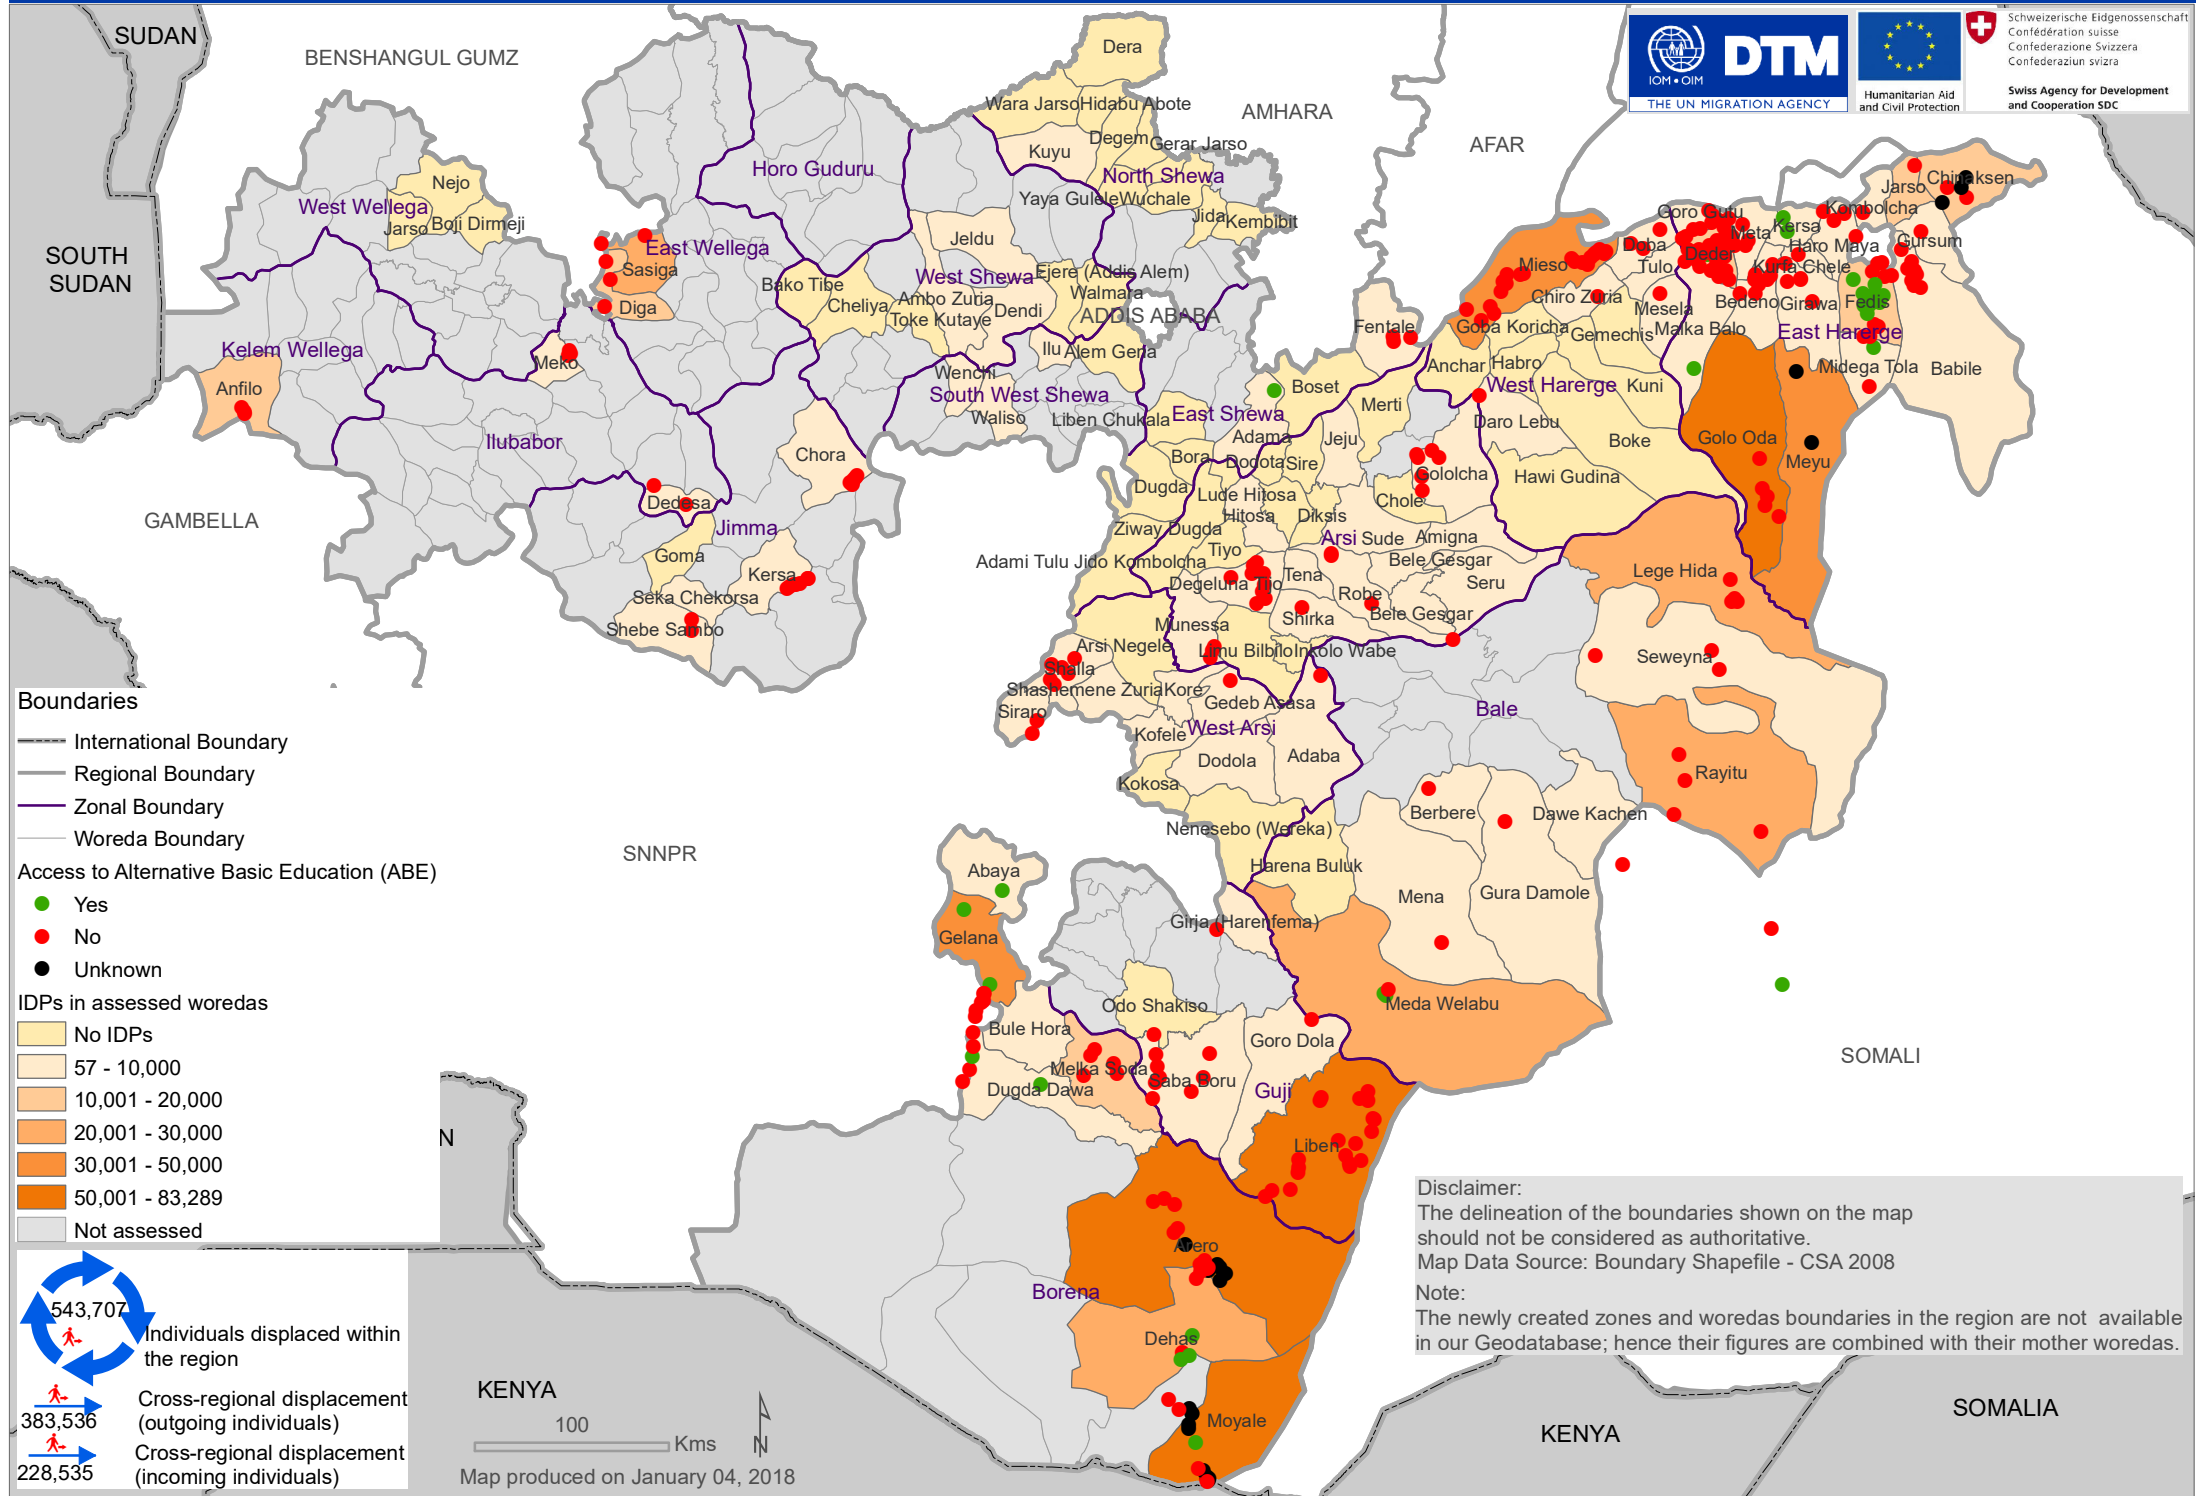 SUDAN
BENSHANGUL GUMZ
AMHARA
AFAR
SOUTH
SUDAN
GAMBELLA
SNNPR
SOMALI
ADDIS ABABA
KENYA
KENYA
SOMALIA
N
IOM • OIM
DTM
THE UN MIGRATION AGENCY
Humanitarian Aid
and Civil Protection
Schweizerische Eidgenossenschaft
Confédération suisse
Confederazione Svizzera
Confederaziun svizra
Swiss Agency for Development
and Cooperation SDC
Dera
Wara Jarso
Hidabu Abote
Degem
Gerar Jarso
Kuyu
North Shewa
Yaya Gulele
Wuchale
Jida
Kembibit
Horo Guduru
Nejo
West Wellega
Jarso
Boji Dirmeji
East Wellega
Sasiga
Diga
Jeldu
West Shewa
Ejere (Addis Alem)
Walmara
Bako Tibe
Cheliya
Ambo Zuria
Toke Kutaye
Dendi
Ilu
Alem Gena
Wenchi
South West Shewa
Waliso
Liben Chukala
Kelem Wellega
Anfilo
Meko
Ilubabor
Chora
Dedesa
Jimma
Goma
Kersa
Seka Chekorsa
Shebe Sambo
Chinaksen
Jarso
Kombolcha
Goro Gutu
Kersa
Meta
Haro Maya
Gursum
Doba
Deder
Tulo
Kurfa Chele
Mieso
Chiro Zuria
Mesela
Bedeno
Girawa
Fedis
Fentale
Goba Koricha
Gemechis
Malka Balo
East Harerge
Midega Tola
Babile
Anchar
Habro
West Harerge
Kuni
Boset
Merti
East Shewa
Adama
Jeju
Daro Lebu
Boke
Golo Oda
Meyu
Bora
Dodota
Sire
Gololcha
Hawi Gudina
Dugda
Lude Hitosa
Hitosa
Chole
Diksis
Ziway Dugda
Arsi
Sude
Amigna
Adami Tulu Jido Kombolcha
Tiyo
Bele Gesgar
Lege Hida
Degeluna Tijo
Tena
Seru
Robe
Shirka
Bele Gesgar
Munessa
Arsi Negele
Limu Bilbilo
Inkolo Wabe
Seweyna
Shalla
Shashemene Zuria
Kore
Gedeb Asasa
Bale
Siraro
Kofele
West Arsi
Dodola
Adaba
Rayitu
Kokosa
Berbere
Dawe Kachen
Nenesebo (Wereka)
Harena Buluk
Mena
Gura Damole
Abaya
Gelana
Girja (Harenfema)
Meda Welabu
Odo Shakiso
Bule Hora
Goro Dola
Melka Soda
Saba Boru
Dugda Dawa
Guji
Liben
Arero
Borena
Dehas
Moyale
Boundaries
International Boundary
Regional Boundary
Zonal Boundary
Woreda Boundary
Access to Alternative Basic Education (ABE)
Yes
No
Unknown
IDPs in assessed woredas
No IDPs
57 - 10,000
10,001 - 20,000
20,001 - 30,000
30,001 - 50,000
50,001 - 83,289
Not assessed
543,707
Individuals displaced within
the region
383,536
Cross-regional displacement
(outgoing individuals)
228,535
Cross-regional displacement
(incoming individuals)
100
Kms
N
Map produced on January 04, 2018
Disclaimer:
The delineation of the boundaries shown on the map
should not be considered as authoritative.
Map Data Source: Boundary Shapefile - CSA 2008
Note:
The newly created zones and woredas boundaries in the region are not available
in our Geodatabase; hence their figures are combined with their mother woredas.